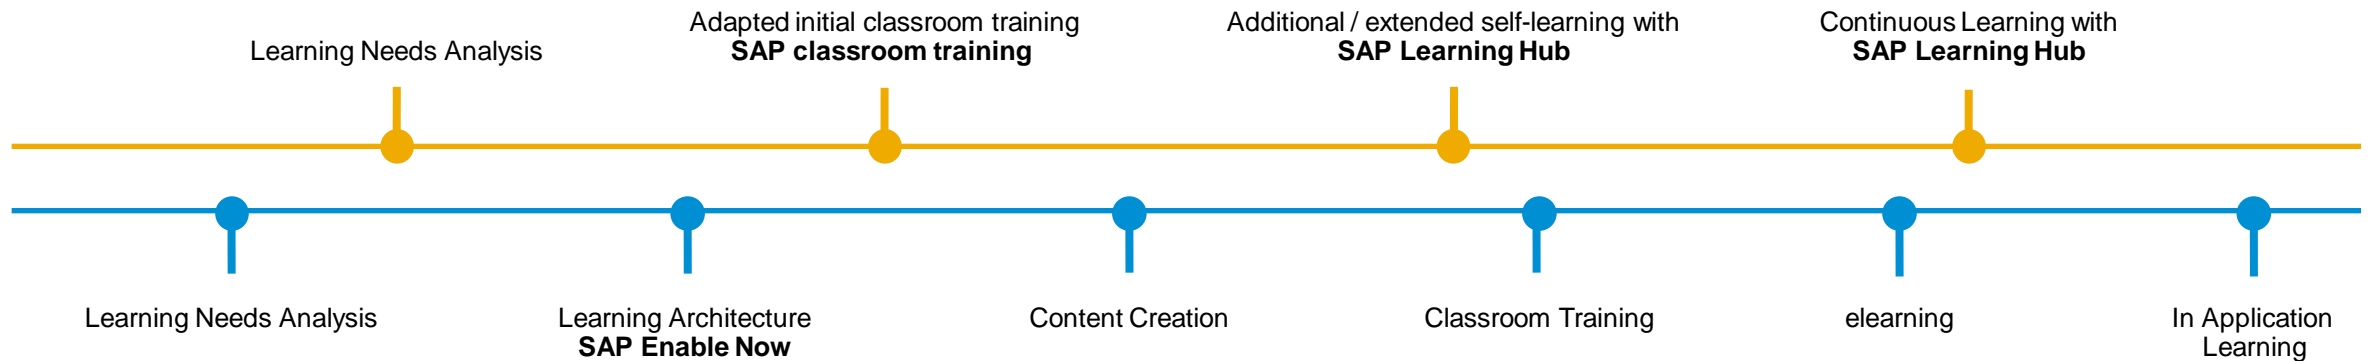 Learning Needs Analysis
Adapted initial classroom training
SAP classroom training
Additional / extended self-learning with
SAP Learning Hub
Continuous Learning with
SAP Learning Hub
Learning Needs Analysis
Learning Architecture
SAP Enable Now
Content Creation
Classroom Training
elearning
In Application
Learning